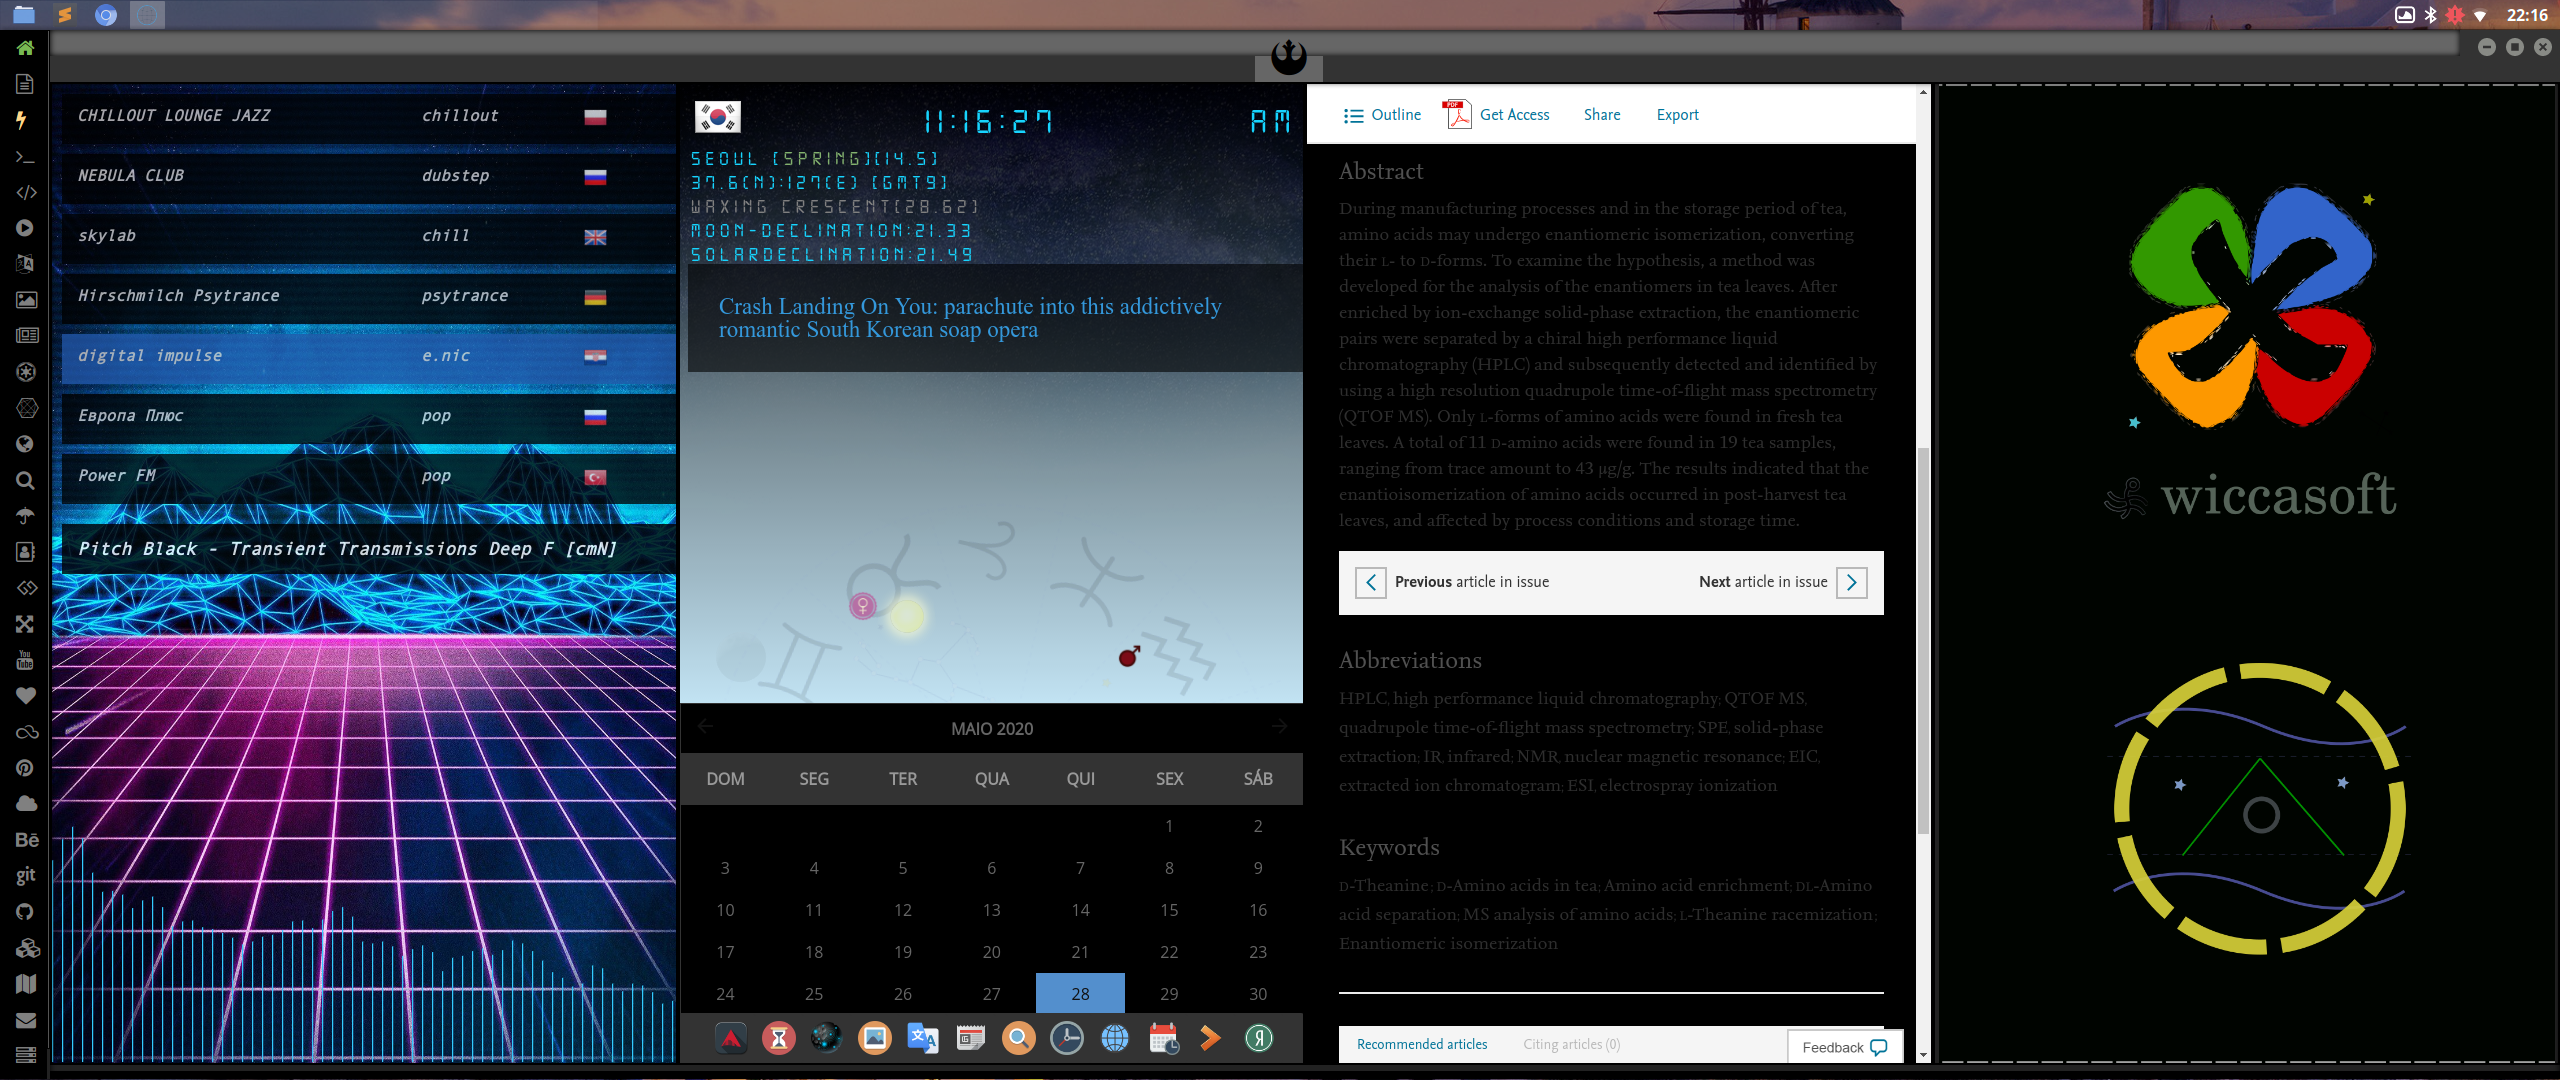 22:16
CHILLOUT LOUNGE JAZZ chillout
NEBULA CLUB dubstep
skylab chill
Hirschmilch Psytrance psytrance
digital impulse e.nic
Европа Плюс pop
Power FM pop
Pitch Black - Transient Transmissions Deep F [cmN]
You
Tube
Bē
git
11:16:27 AM
SEOUL [SPRING][14.5]
37.6(N):127(E) [GMT9]
WAXING CRESCENT[28.62]
MOON-DECLINATION:21.33
SOLARDECLINATION:21.49
Crash Landing On You: parachute into this addictively
romantic South Korean soap opera
MAIO 2020
DOM SEG TER QUA QUI SEX SÁB
1 2
3 4 5 6 7 8 9
10 11 12 13 14 15 16
17 18 19 20 21 22 23
24 25 26 27 28 29 30
Я
Outline PDF Get Access Share Export
Abstract
During manufacturing processes and in the storage period of tea,
amino acids may undergo enantiomeric isomerization, converting
their L- to D-forms. To examine the hypothesis, a method was
developed for the analysis of the enantiomers in tea leaves. After
enriched by ion-exchange solid-phase extraction, the enantiomeric
pairs were separated by a chiral high performance liquid
chromatography (HPLC) and subsequently detected and identified by
using a high resolution quadrupole time-of-flight mass spectrometry
(QTOF MS). Only L-forms of amino acids were found in fresh tea
leaves. A total of 11 D-amino acids were found in 19 tea samples,
ranging from trace amount to 43 μg/g. The results indicated that the
enantioisomerization of amino acids occurred in post-harvest tea
leaves, and affected by process conditions and storage time.
Previous article in issue Next article in issue
Abbreviations
HPLC, high performance liquid chromatography; QTOF MS,
quadrupole time-of-flight mass spectrometry; SPE, solid-phase
extraction; IR, infrared; NMR, nuclear magnetic resonance; EIC,
extracted ion chromatogram; ESI, electrospray ionization
Keywords
D-Theanine; D-Amino acids in tea; Amino acid enrichment; DL-Amino
acid separation; MS analysis of amino acids; L-Theanine racemization;
Enantiomeric isomerization
Recommended articles Citing articles (0)
Feedback
wiccasoft